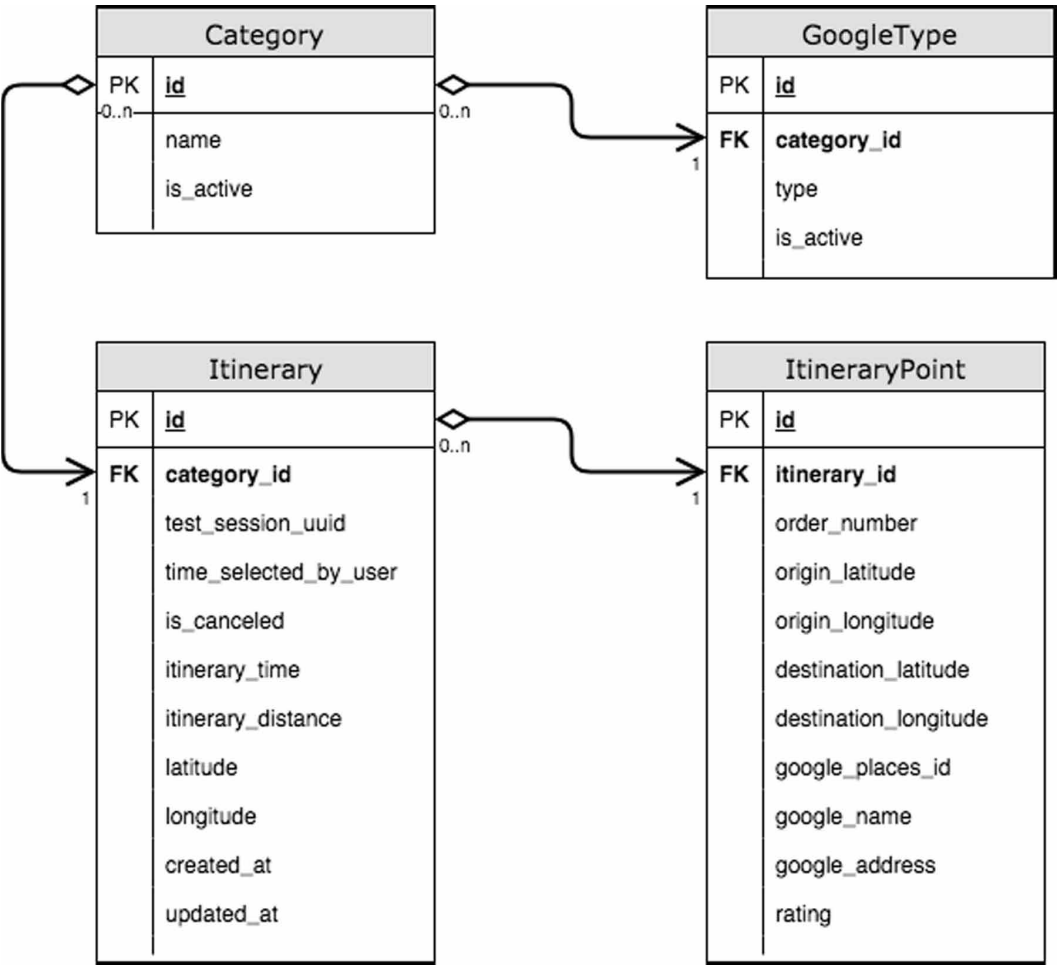 Category
PK id
0..n
name
is_active
0..n
GoogleType
PK id
FK category_id
1
type
is_active
Itinerary
PK id
0..n
FK category_id
1
test_session_uuid
time_selected_by_user
is_canceled
itinerary_time
itinerary_distance
latitude
longitude
created_at
updated_at
ItineraryPoint
PK id
FK itinerary_id
1
order_number
origin_latitude
origin_longitude
destination_latitude
destination_longitude
google_places_id
google_name
google_address
rating